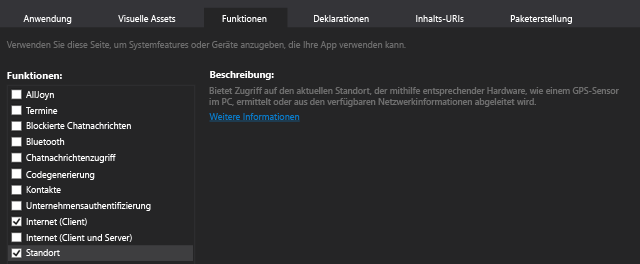 Anwendung Visuelle Assets Funktionen Deklarationen Inhalts-URIs Paketerstellung
Verwenden Sie diese Seite, um Systemfeatures oder Geräte anzugeben, die Ihre App verwenden kann.
Funktionen:
AllJoyn
Termine
Blockierte Chatnachrichten
Bluetooth
Chatnachrichtenzugriff
Codegenerierung
Kontakte
Unternehmensauthentifizierung
Internet (Client)
Internet (Client und Server)
Standort
Beschreibung:
Bietet Zugriff auf den aktuellen Standort, der mithilfe entsprechender Hardware, wie einem GPS-Sensor
im PC, ermittelt oder aus den verfügbaren Netzwerkinformationen abgeleitet wird.
Weitere Informationen